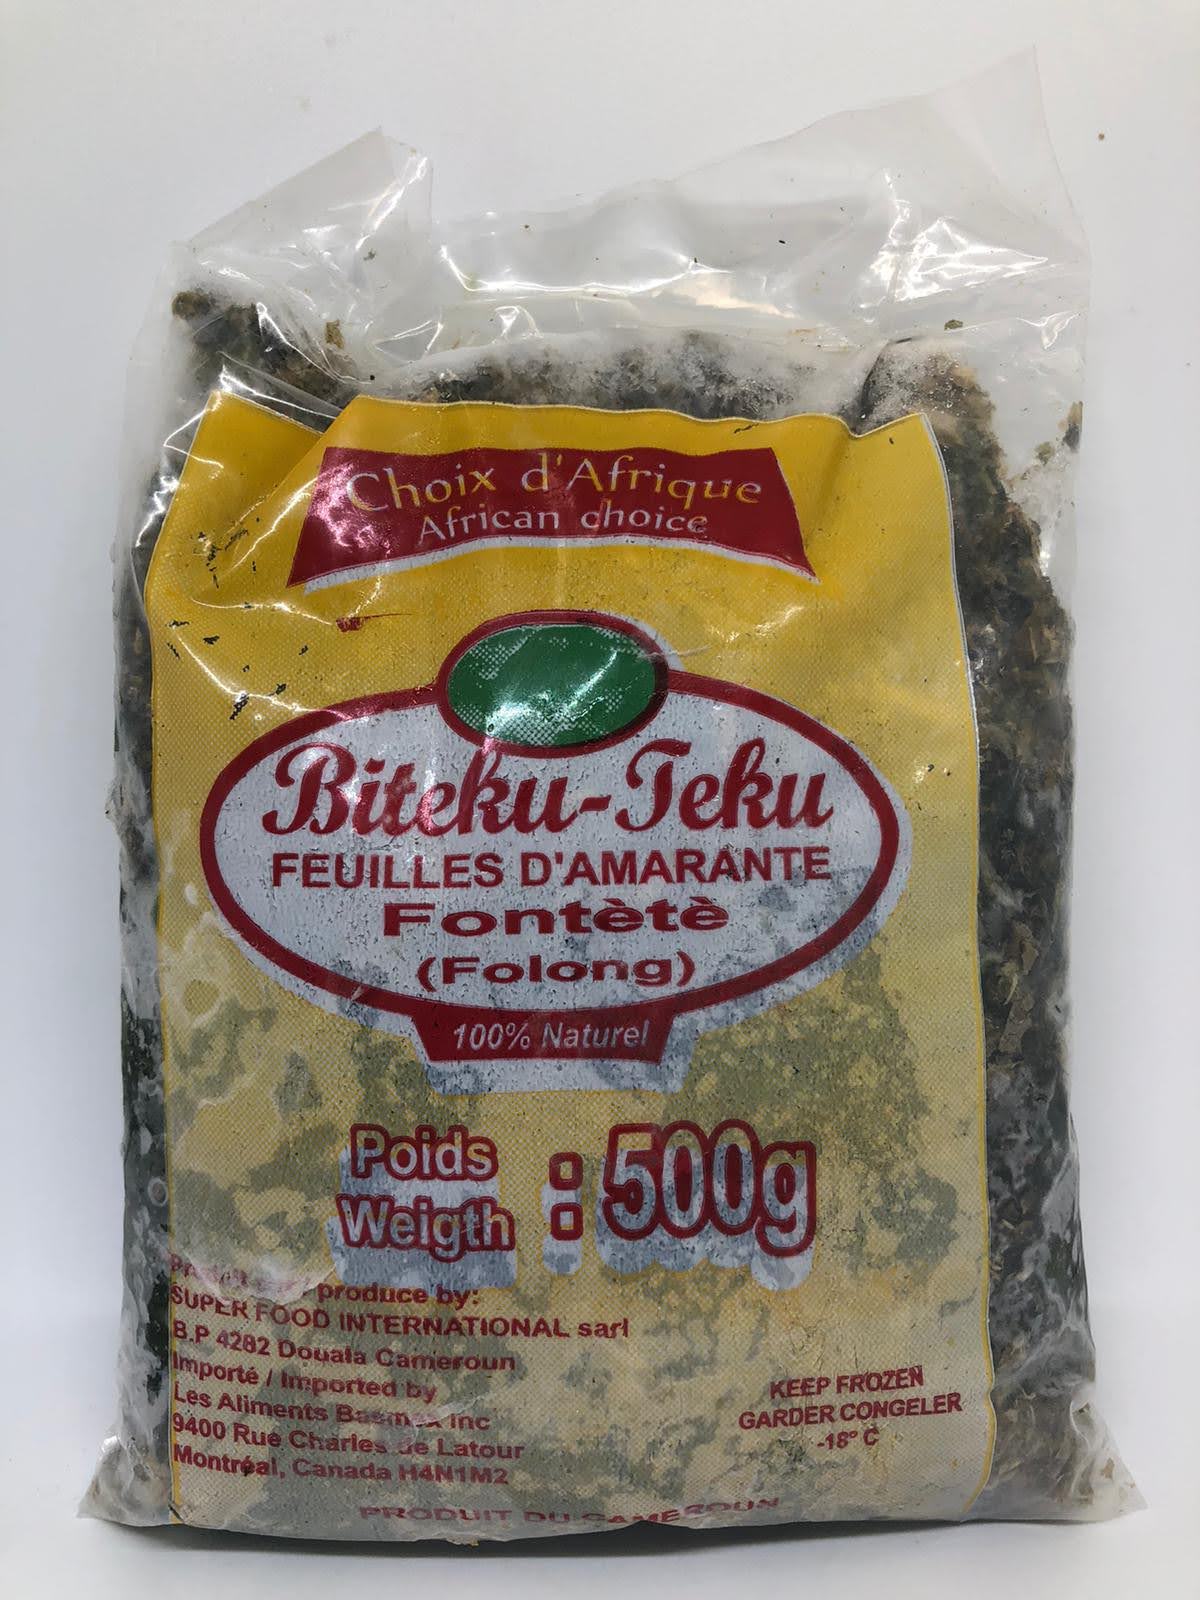 Choix d'Afrique
African choice
Biteku-Teku
FEUILLES D'AMARANTE
Fontètè
(Folong)
100% Naturel
Poids
Weigth : 500g
produce by:
SUPER FOOD INTERNATIONAL sarl
B.P 4282 Douala Cameroun
Importé / Imported by
Les Aliments inc
9400 Rue Charles de Latour
Montréal, Canada H4N1M2
KEEP FROZEN
GARDER CONGELER
-18° C
PRODUIT DU CAMEROUN